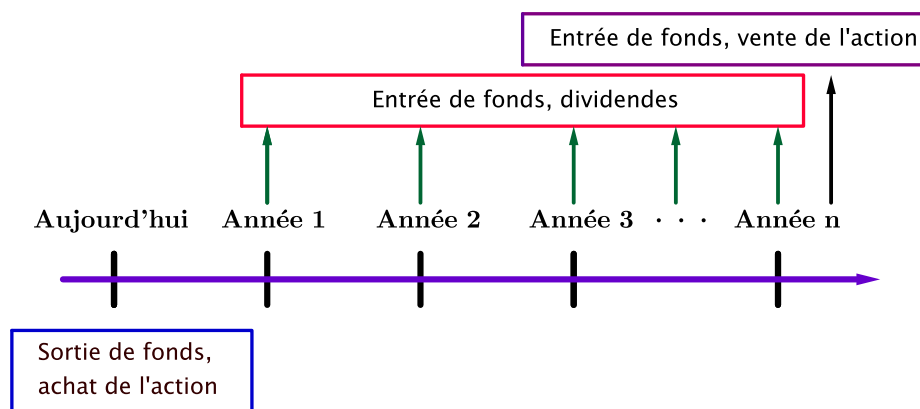 Entrée de fonds, vente de l'action
Entrée de fonds, dividendes
Aujourd'hui Année 1 Année 2 Année 3 · · · Année n
Sortie de fonds,
achat de l'action